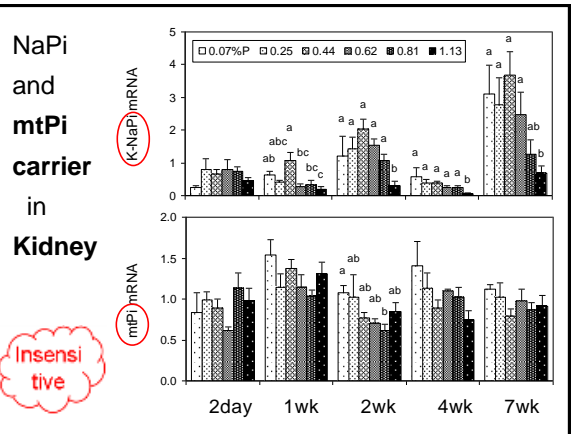 NaPi
and
mtPi
carrier
in
Kidney
Insensi
tive
K-NaPi mRNA
5
4
3
2
1
0
0.07%P 0.25 0.44 0.62 0.81 1.13
ab abc a bc bc c
a a a a a b
a a a a a b
a a a a ab b
mtPi mRNA
2.0
1.5
1.0
0.5
0.0
a ab ab ab b ab
2day 1wk 2wk 4wk 7wk